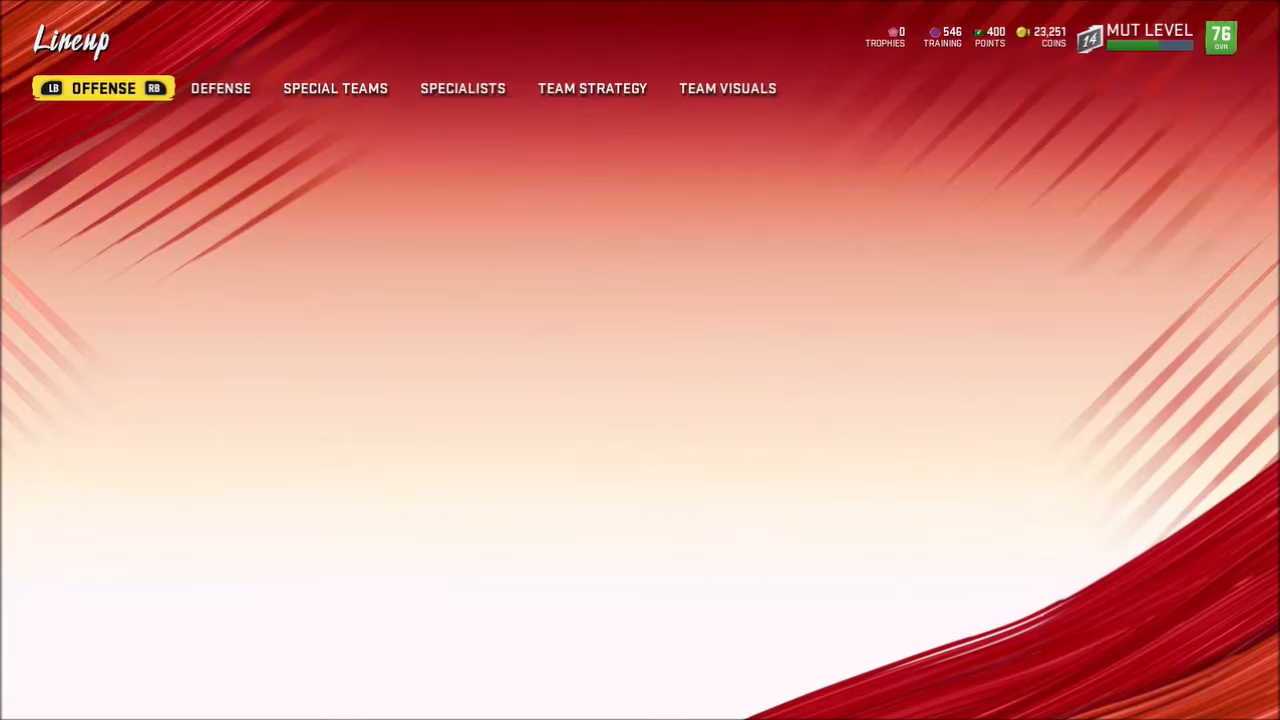 Lineup
0 TROPHIES
546 TRAINING
400 POINTS
23,251 COINS
14
MUT LEVEL
76 OVR
LB OFFENSE RB
DEFENSE
SPECIAL TEAMS
SPECIALISTS
TEAM STRATEGY
TEAM VISUALS